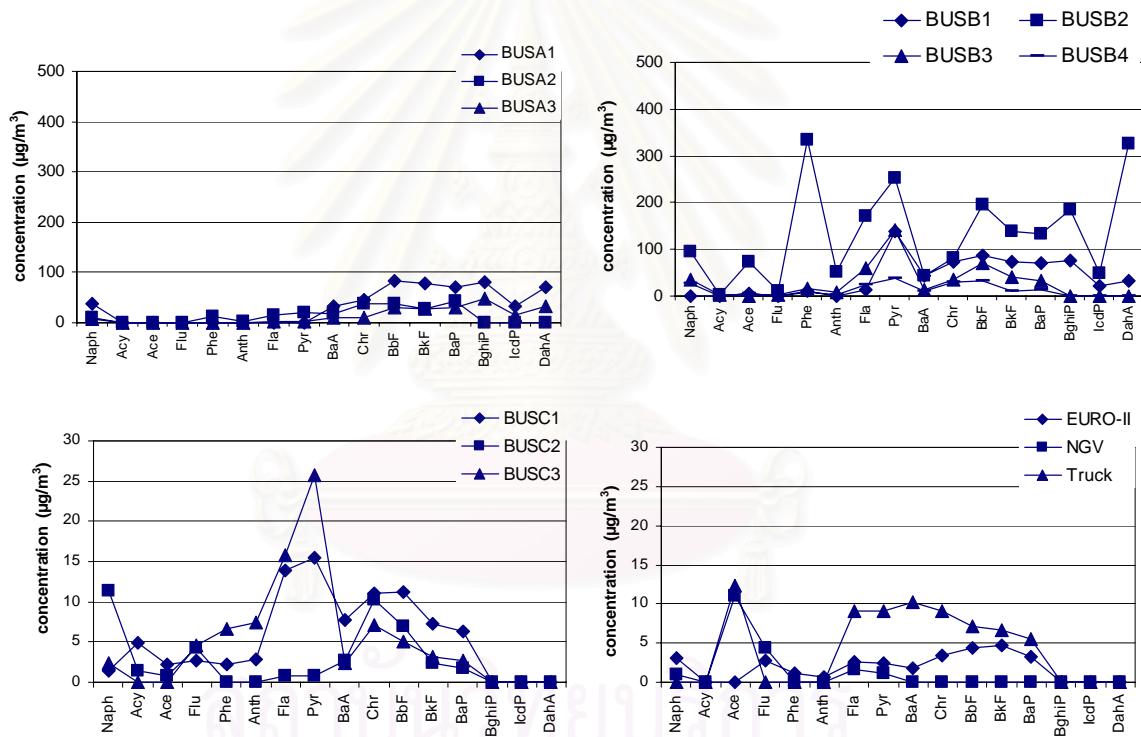 BUSA1
BUSA2
BUSA3
500
400
300
200
100
0
concentration (µg/m³)
Naph Acy Ace Flu Phe Anth Fla Pyr BaA Chr BbF BkF BaP BghiP IcdP DahA
BUSB1 BUSB2
BUSB3 BUSB4
500
400
300
200
100
0
concentration (µg/m³)
Naph Acy Ace Flu Phe Anth Fla Pyr BaA Chr BbF BkF BaP BghiP IcdP DahA
BUSC1
BUSC2
BUSC3
30
25
20
15
10
5
0
concentration (µg/m³)
Naph Acy Ace Flu Phe Anth Fla Pyr BaA Chr BbF BkF BaP BghiP IcdP DahA
EURO-II
NGV
Truck
30
25
20
15
10
5
0
concentration (µg/m³)
Naph Acy Ace Flu Phe Anth Fla Pyr BaA Chr BbF BkF BaP BghiP IcdP DahA